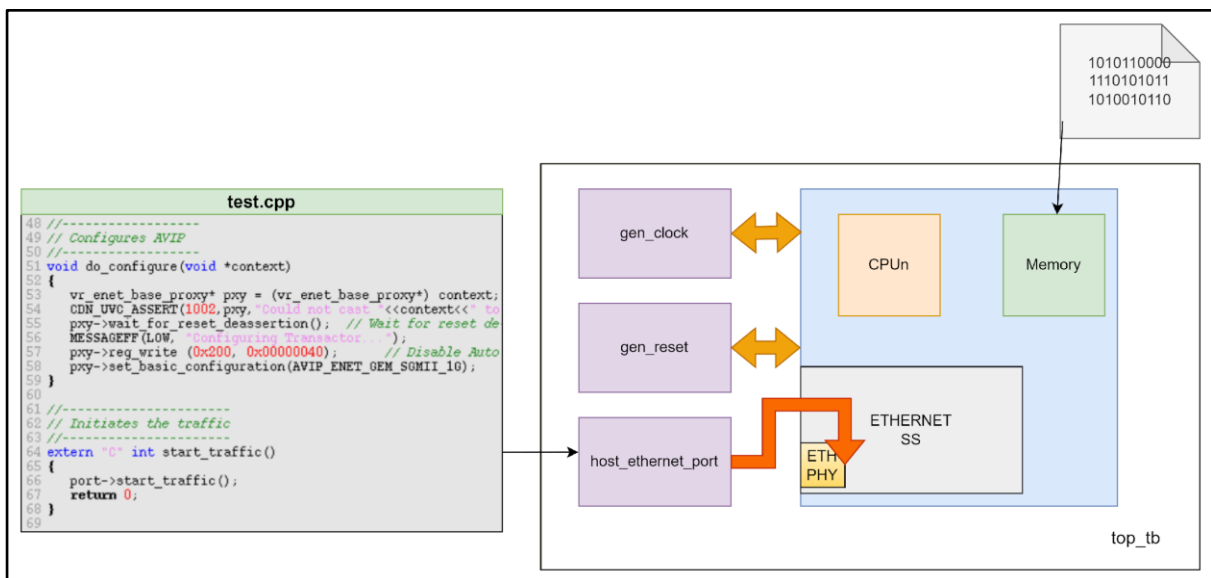 1010110000
1110101011
1010010110
test.cpp
48 //------------------
49 // Configures AVIP
50 //------------------
51 void do_configure(void *context)
52 {
53 vr_enet_base_proxy* pxy = (vr_enet_base_proxy*) context;
54 CDN_UVC_ASSERT(1002,pxy,"Could not cast "<<context<<" to
55 pxy->wait_for_reset_deassertion(); // Wait for reset de
56 MESSAGEFF(LOW, "Configuring Transactor...");
57 pxy->reg_write (0x200, 0x00000040); // Disable Auto
58 pxy->set_basic_configuration(AVIP_ENET_GEM_SGMII_1G);
59 }
60
61 //----------------------
62 // Initiates the traffic
63 //----------------------
64 extern "C" int start_traffic()
65 {
66 port->start_traffic();
67 return 0;
68 }
69
gen_clock
CPUn
Memory
gen_reset
host_ethernet_port
ETHERNET
SS
ETH
PHY
top_tb